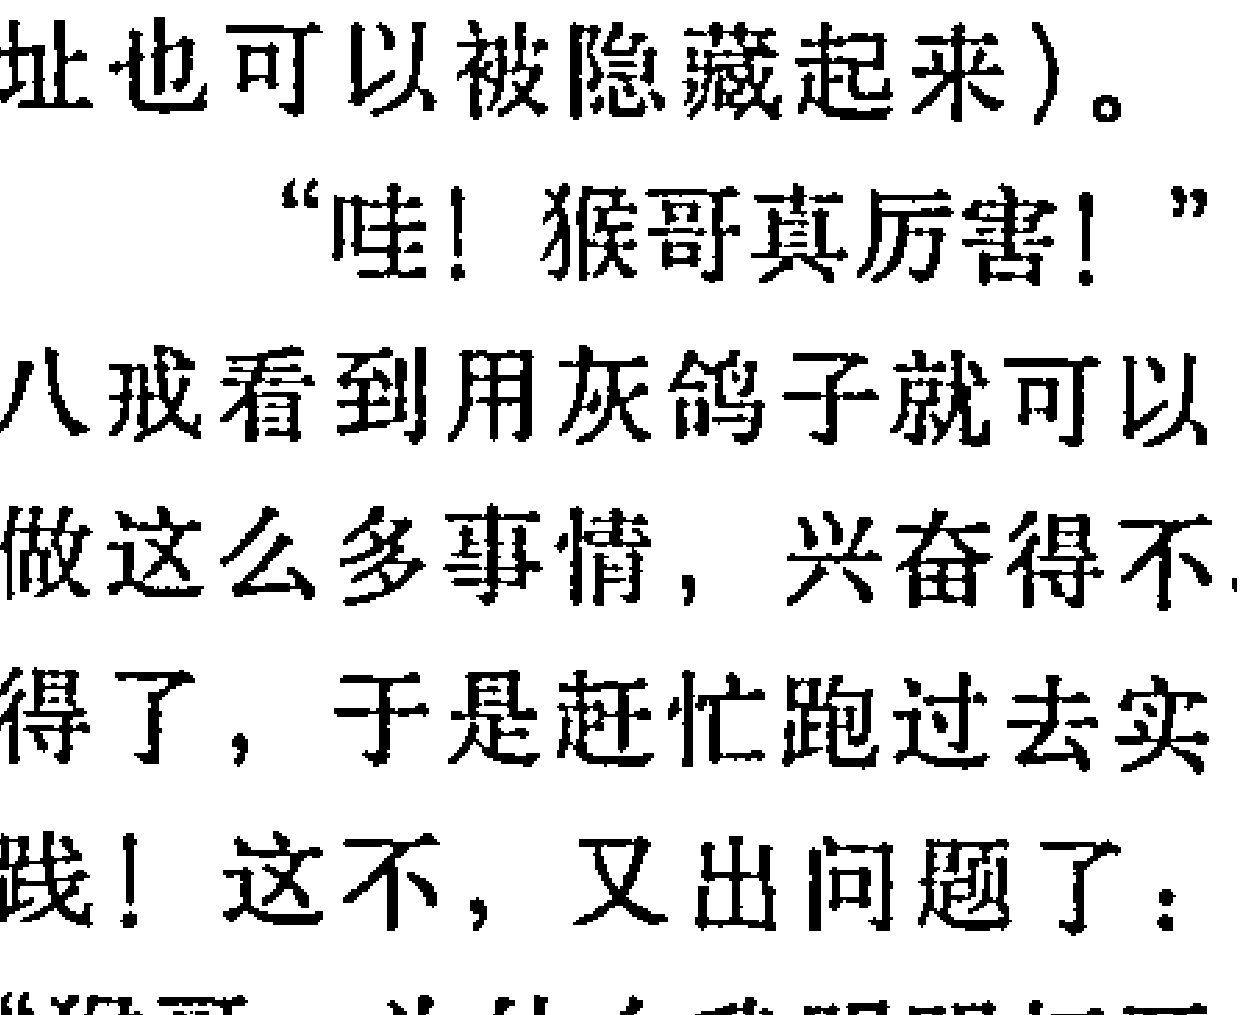 址也可以被隐藏起来)。
“哇！猴哥真厉害！”
八戒看到用灰鸽子就可以
做这么多事情，兴奋得不
得了，于是赶忙跑过去实
践！这不，又出问题了：